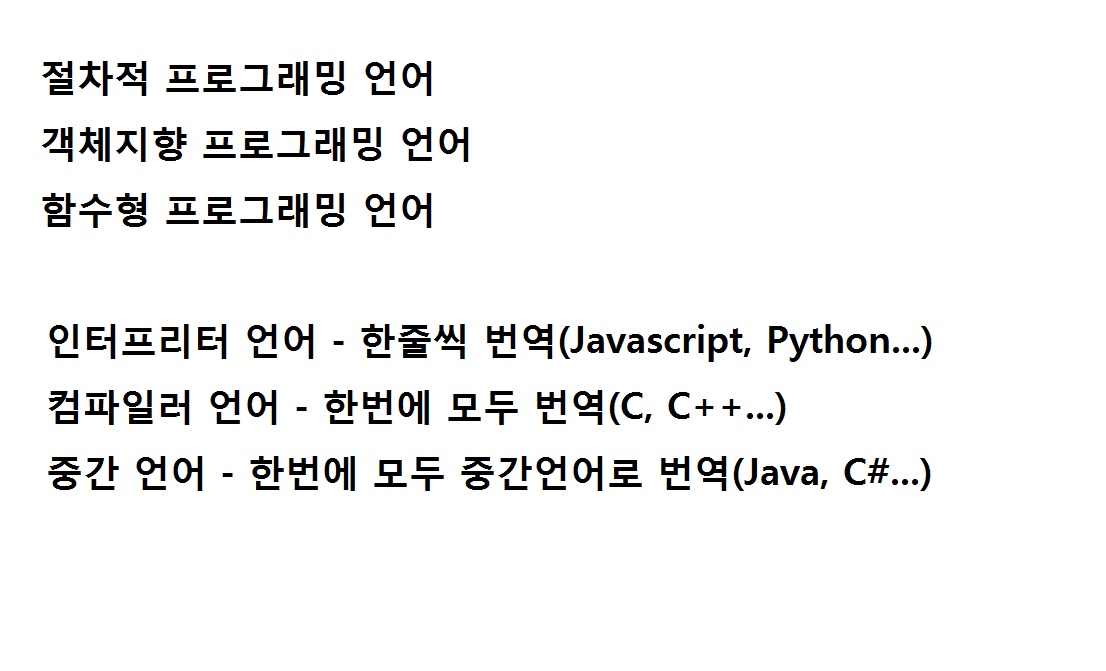 절차적 프로그래밍 언어
객체지향 프로그래밍 언어
함수형 프로그래밍 언어
인터프리터 언어 - 한줄씩 번역(Javascript, Python...)
컴파일러 언어 - 한번에 모두 번역(C, C++...)
중간 언어 - 한번에 모두 중간언어로 번역(Java, C#...)